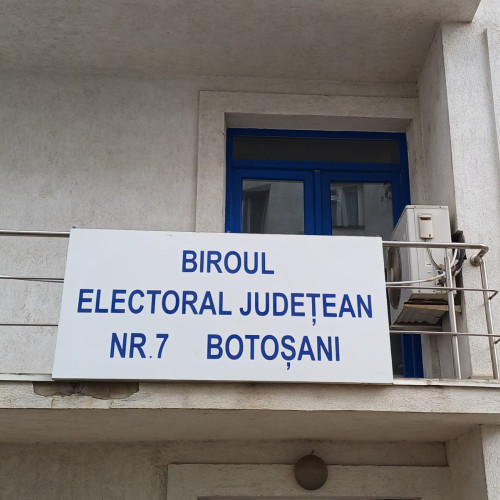 BIROUL
ELECTORAL JUDEȚEAN
NR.7 BOTOȘANI